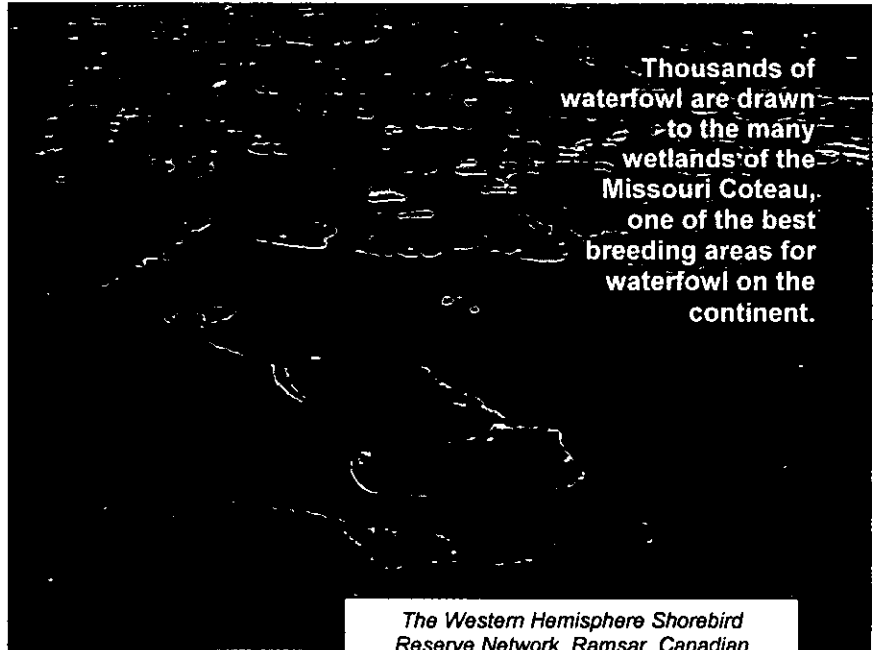 Thousands of
waterfowl are drawn
to the many
wetlands of the
Missouri Coteau,
one of the best
breeding areas for
waterfowl on the
continent.
The Western Hemisphere Shorebird
Reserve Network, Ramsar, Canadian